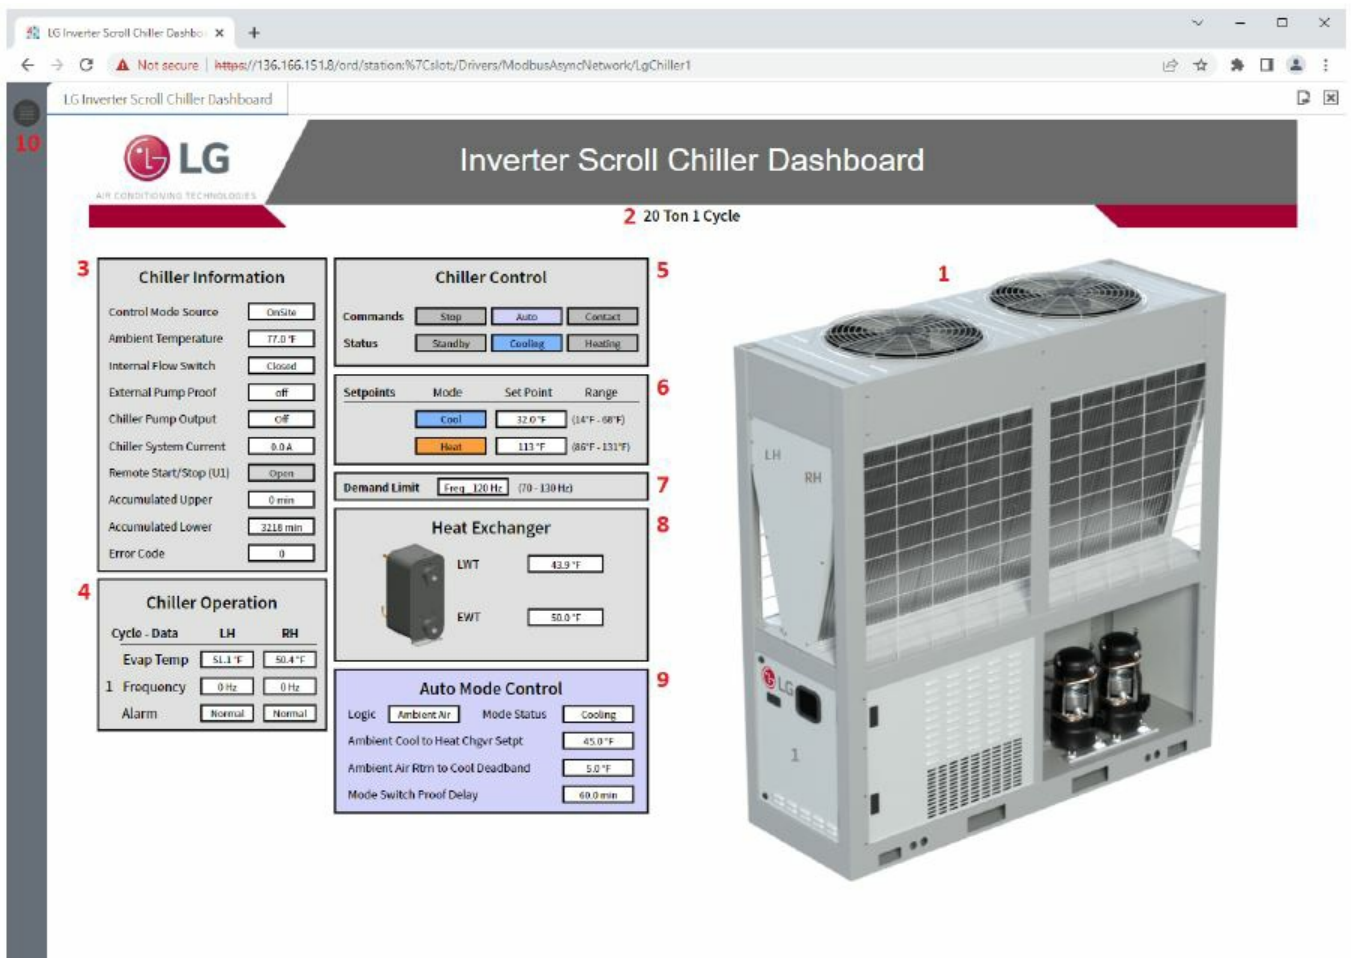 LG Inverter Scroll Chiller Dashbo
Not secure | https://136.166.151.8/ord/station:%7Cslot:/Drivers/ModbusAsyncNetwork/LgChiller1
LG Inverter Scroll Chiller Dashboard
10
LG
AIR CONDITIONING TECHNOLOGIES
Inverter Scroll Chiller Dashboard
2 20 Ton 1 Cycle
3
Chiller Information
Control Mode Source OnSite
Ambient Temperature 77.0 °F
Internal Flow Switch Closed
External Pump Proof off
Chiller Pump Output Off
Chiller System Current 0.0 A
Remote Start/Stop (U1) Open
Accumulated Upper 0 min
Accumulated Lower 3218 min
Error Code 0
4
Chiller Operation
Cycle - Data LH RH
Evap Temp 51.1 °F 50.4 °F
1 Frequency 0 Hz 0 Hz
Alarm Normal Normal
5
Chiller Control
Commands Stop Auto Contact
Status Standby Cooling Heating
6
Setpoints Mode Set Point Range
Cool 32.0 °F (14°F - 68°F)
Heat 113 °F (86°F - 131°F)
7
Demand Limit Freq 120 Hz (70 - 130 Hz)
8
Heat Exchanger
LWT 43.9 °F
EWT 50.0 °F
9
Auto Mode Control
Logic Ambient Air Mode Status Cooling
Ambient Cool to Heat Chgvr Setpt 45.0 °F
Ambient Air Rtrn to Cool Deadband 5.0 °F
Mode Switch Proof Delay 60.0 min
1
LH
RH
LG
1